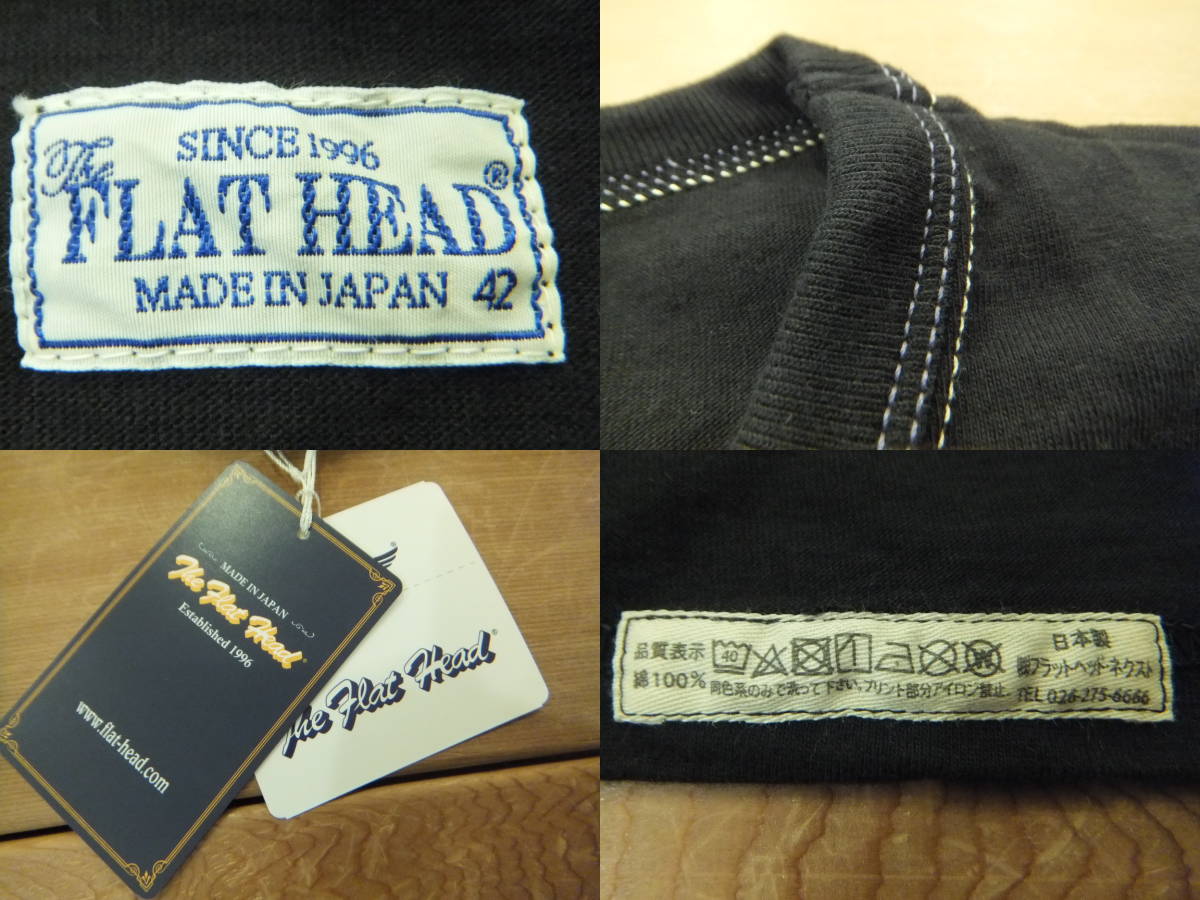 SINCE 1996
The
FLAT HEAD®
MADE IN JAPAN 42
MADE IN JAPAN
The Flat Head®
Established 1996
www.flat-head.com
The Flat Head®
品質表示 40
綿100% 同色系のみで洗って下さい。プリント部分アイロン禁止。
日本製
㈱フラットヘッド・ネクスト
TEL 026-275-6666